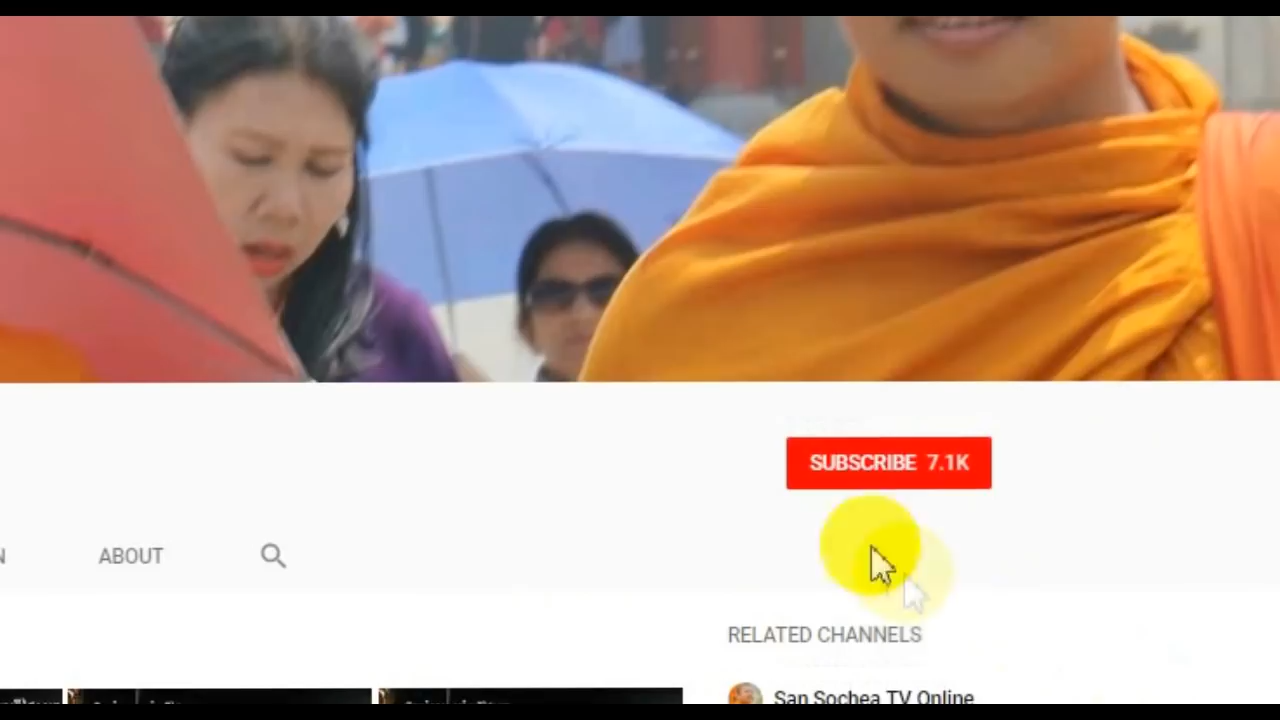 SUBSCRIBE 7.1K
ABOUT
RELATED CHANNELS
San Sochea TV Online